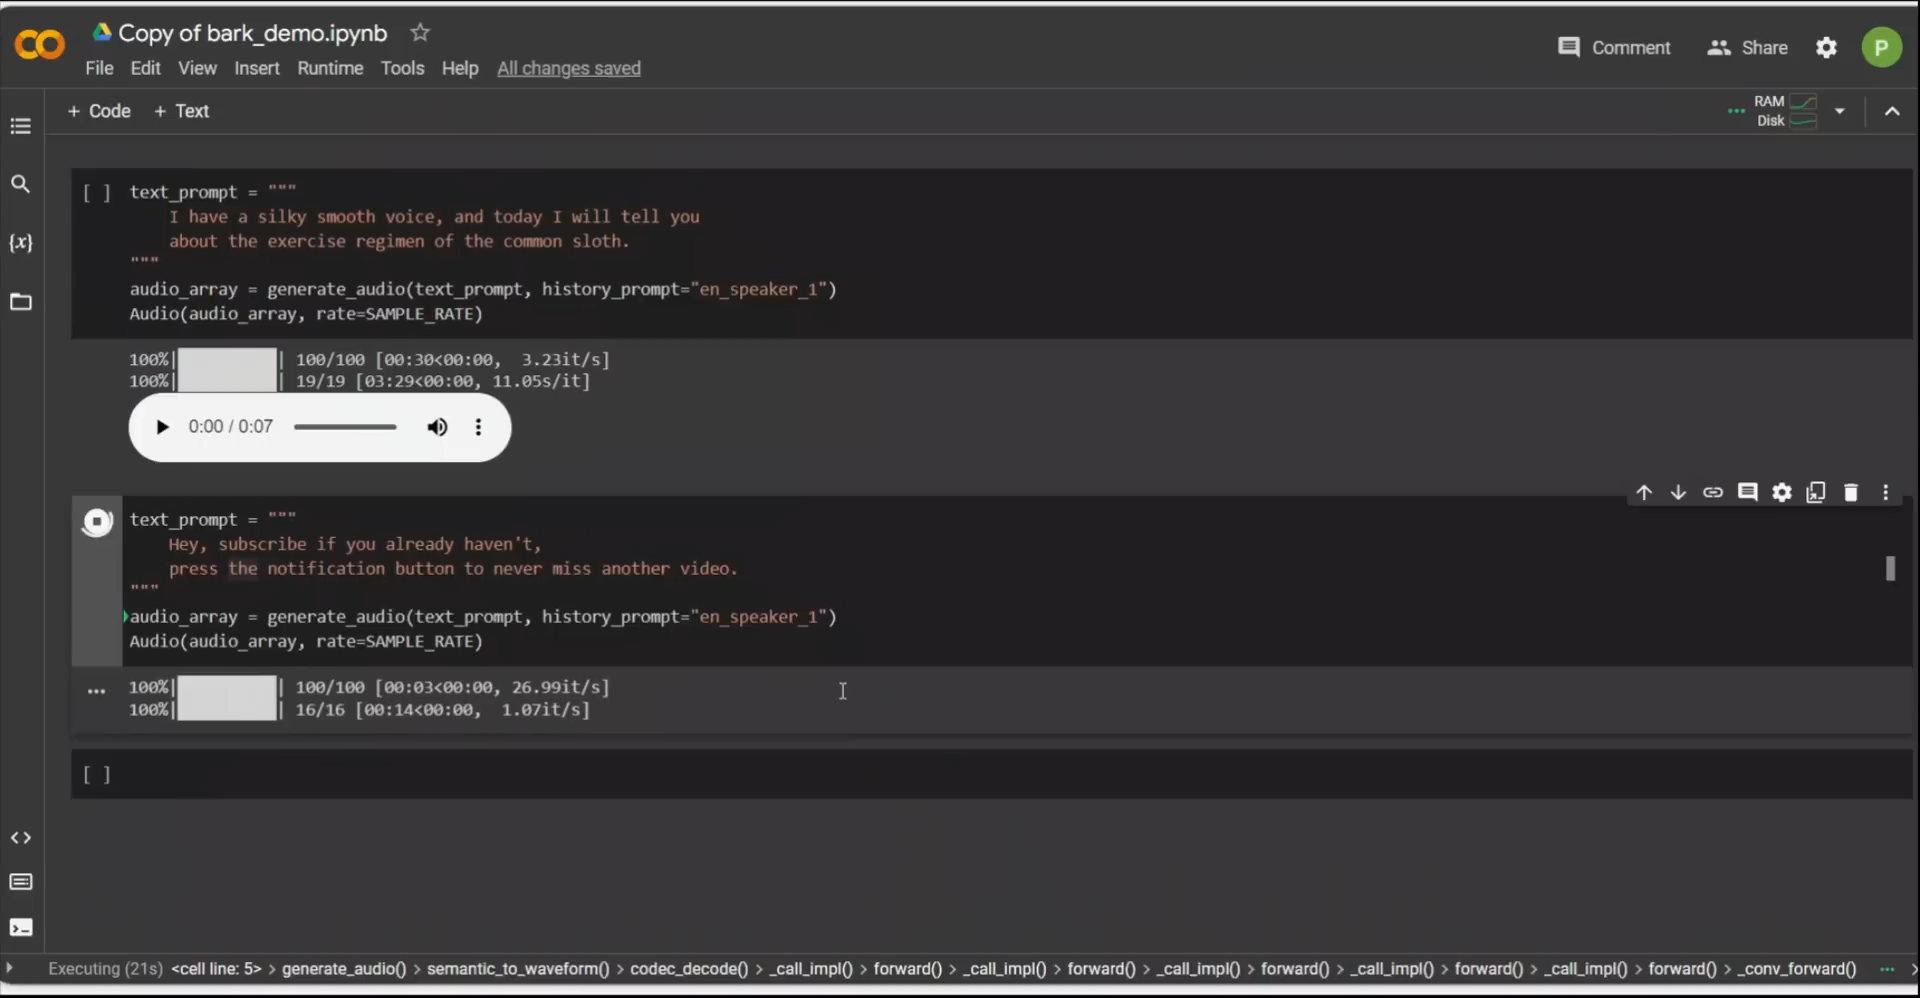 Copy of bark_demo.ipynb
Comment
Share
P
File Edit View Insert Runtime Tools Help All changes saved
+ Code + Text
RAM
Disk
{x}
[ ] text_prompt = """
I have a silky smooth voice, and today I will tell you
about the exercise regimen of the common sloth.
"""
audio_array = generate_audio(text_prompt, history_prompt="en_speaker_1")
Audio(audio_array, rate=SAMPLE_RATE)
100%| | 100/100 [00:30<00:00, 3.23it/s]
100%| | 19/19 [03:29<00:00, 11.05s/it]
0:00 / 0:07
text_prompt = """
Hey, subscribe if you already haven't,
press the notification button to never miss another video.
"""
audio_array = generate_audio(text_prompt, history_prompt="en_speaker_1")
Audio(audio_array, rate=SAMPLE_RATE)
100%| | 100/100 [00:03<00:00, 26.99it/s]
100%| | 16/16 [00:14<00:00, 1.07it/s]
[ ]
Executing (21s) <cell line: 5> > generate_audio() > semantic_to_waveform() > codec_decode() > _call_impl() > forward() > _call_impl() > forward() > _call_impl() > forward() > _call_impl() > forward() > _call_impl() > forward() > _conv_forward()